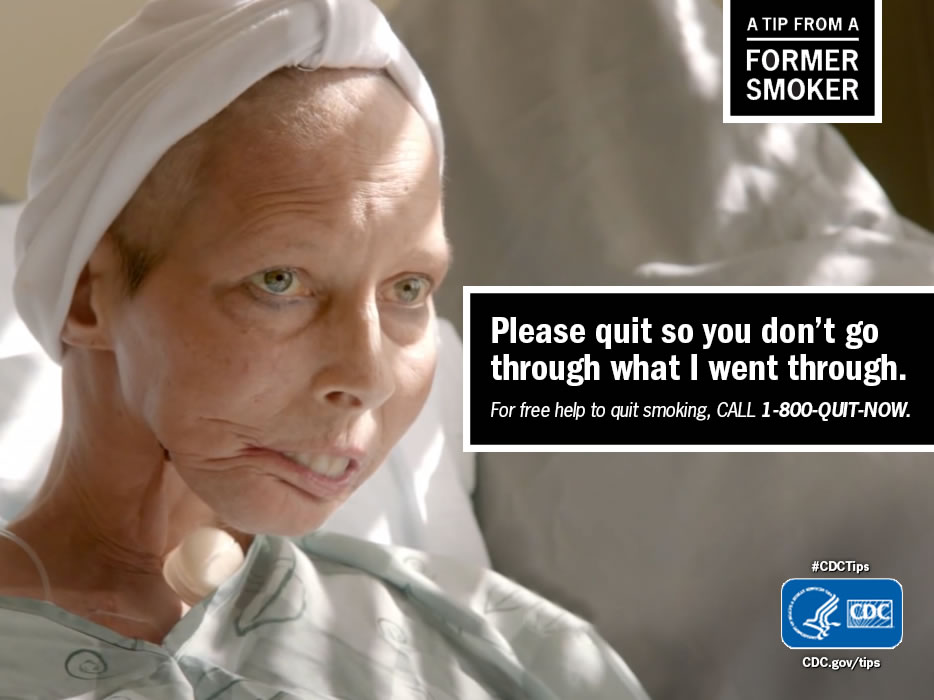 A TIP FROM A
FORMER
SMOKER
Please quit so you don't go
through what I went through.
For free help to quit smoking, CALL 1-800-QUIT-NOW.
#CDCTips
CDC
CDC.gov/tips